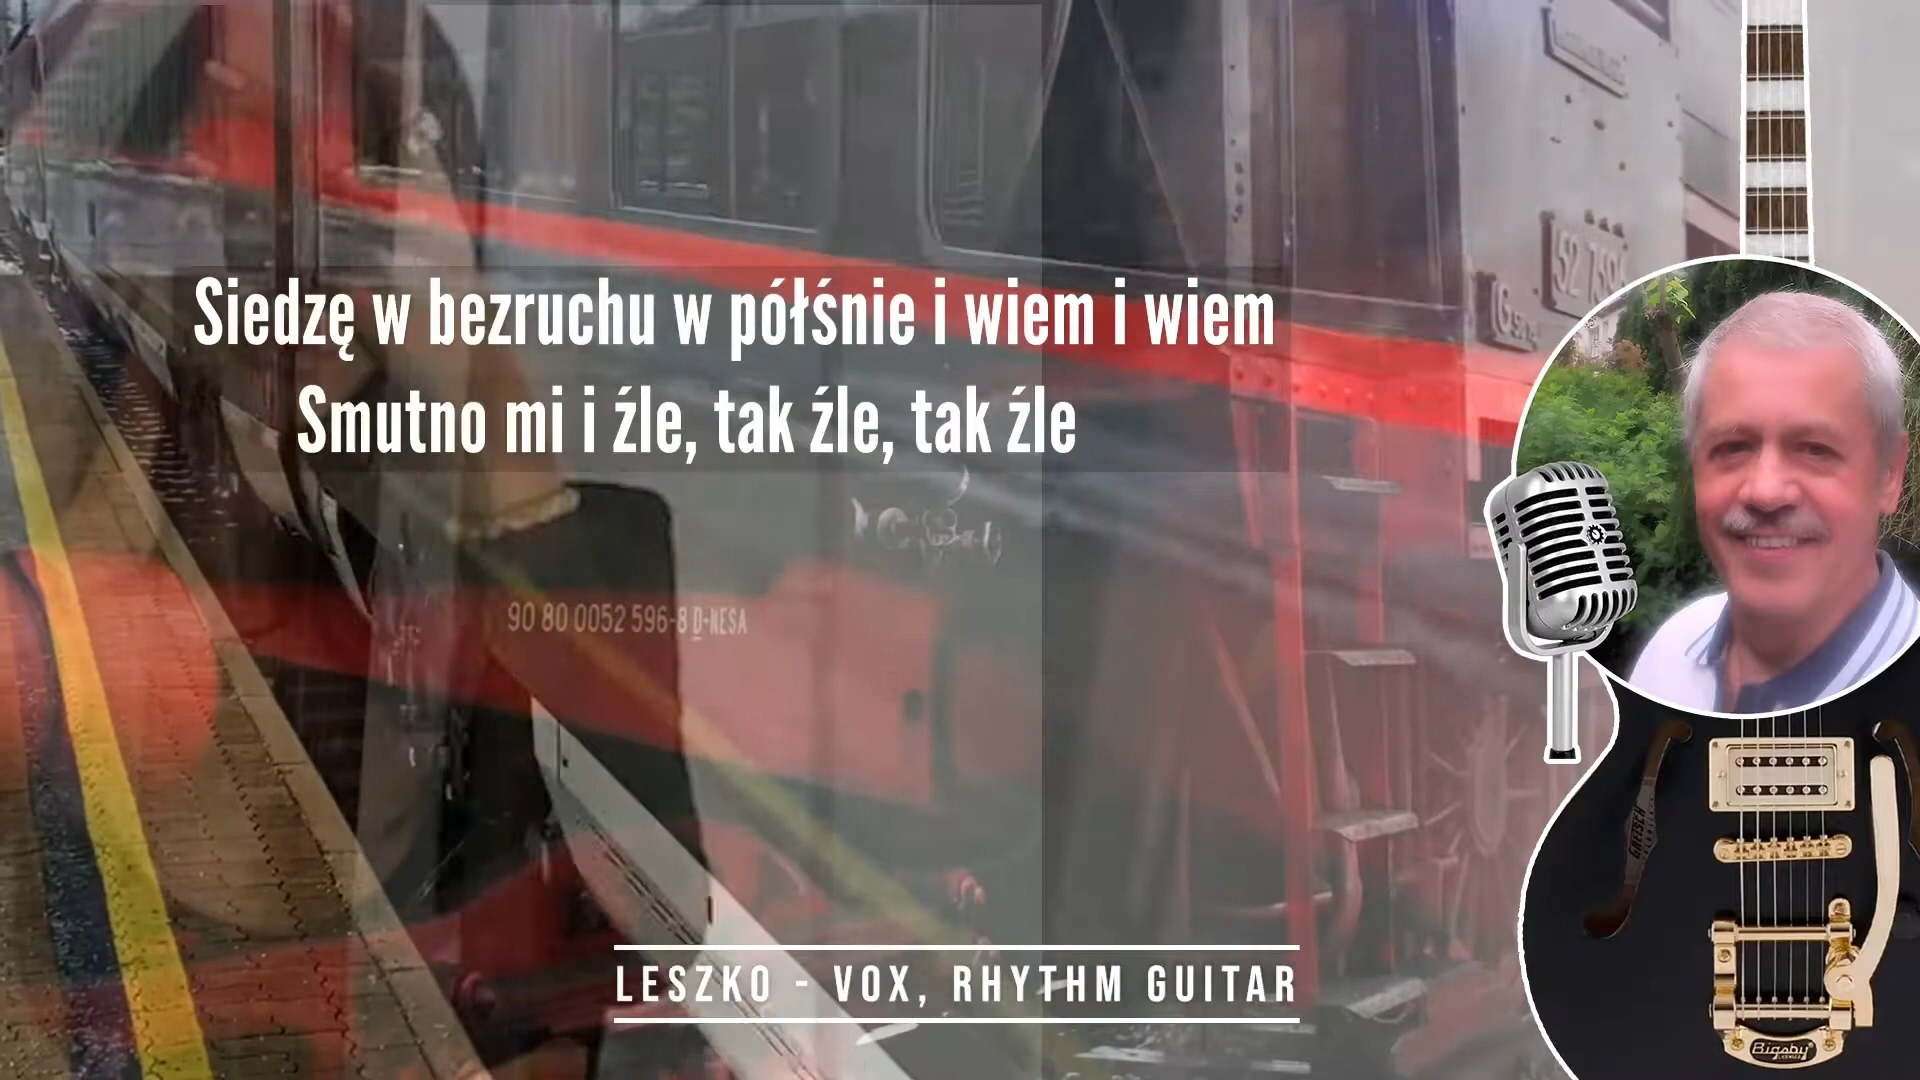 Siedzę w bezruchu w półśnie i wiem i wiem
Smutno mi i źle, tak źle, tak źle
90 80 0052 596-8 D-NESA
GRETSCH
LESZKO - VOX, RHYTHM GUITAR
Bigsby